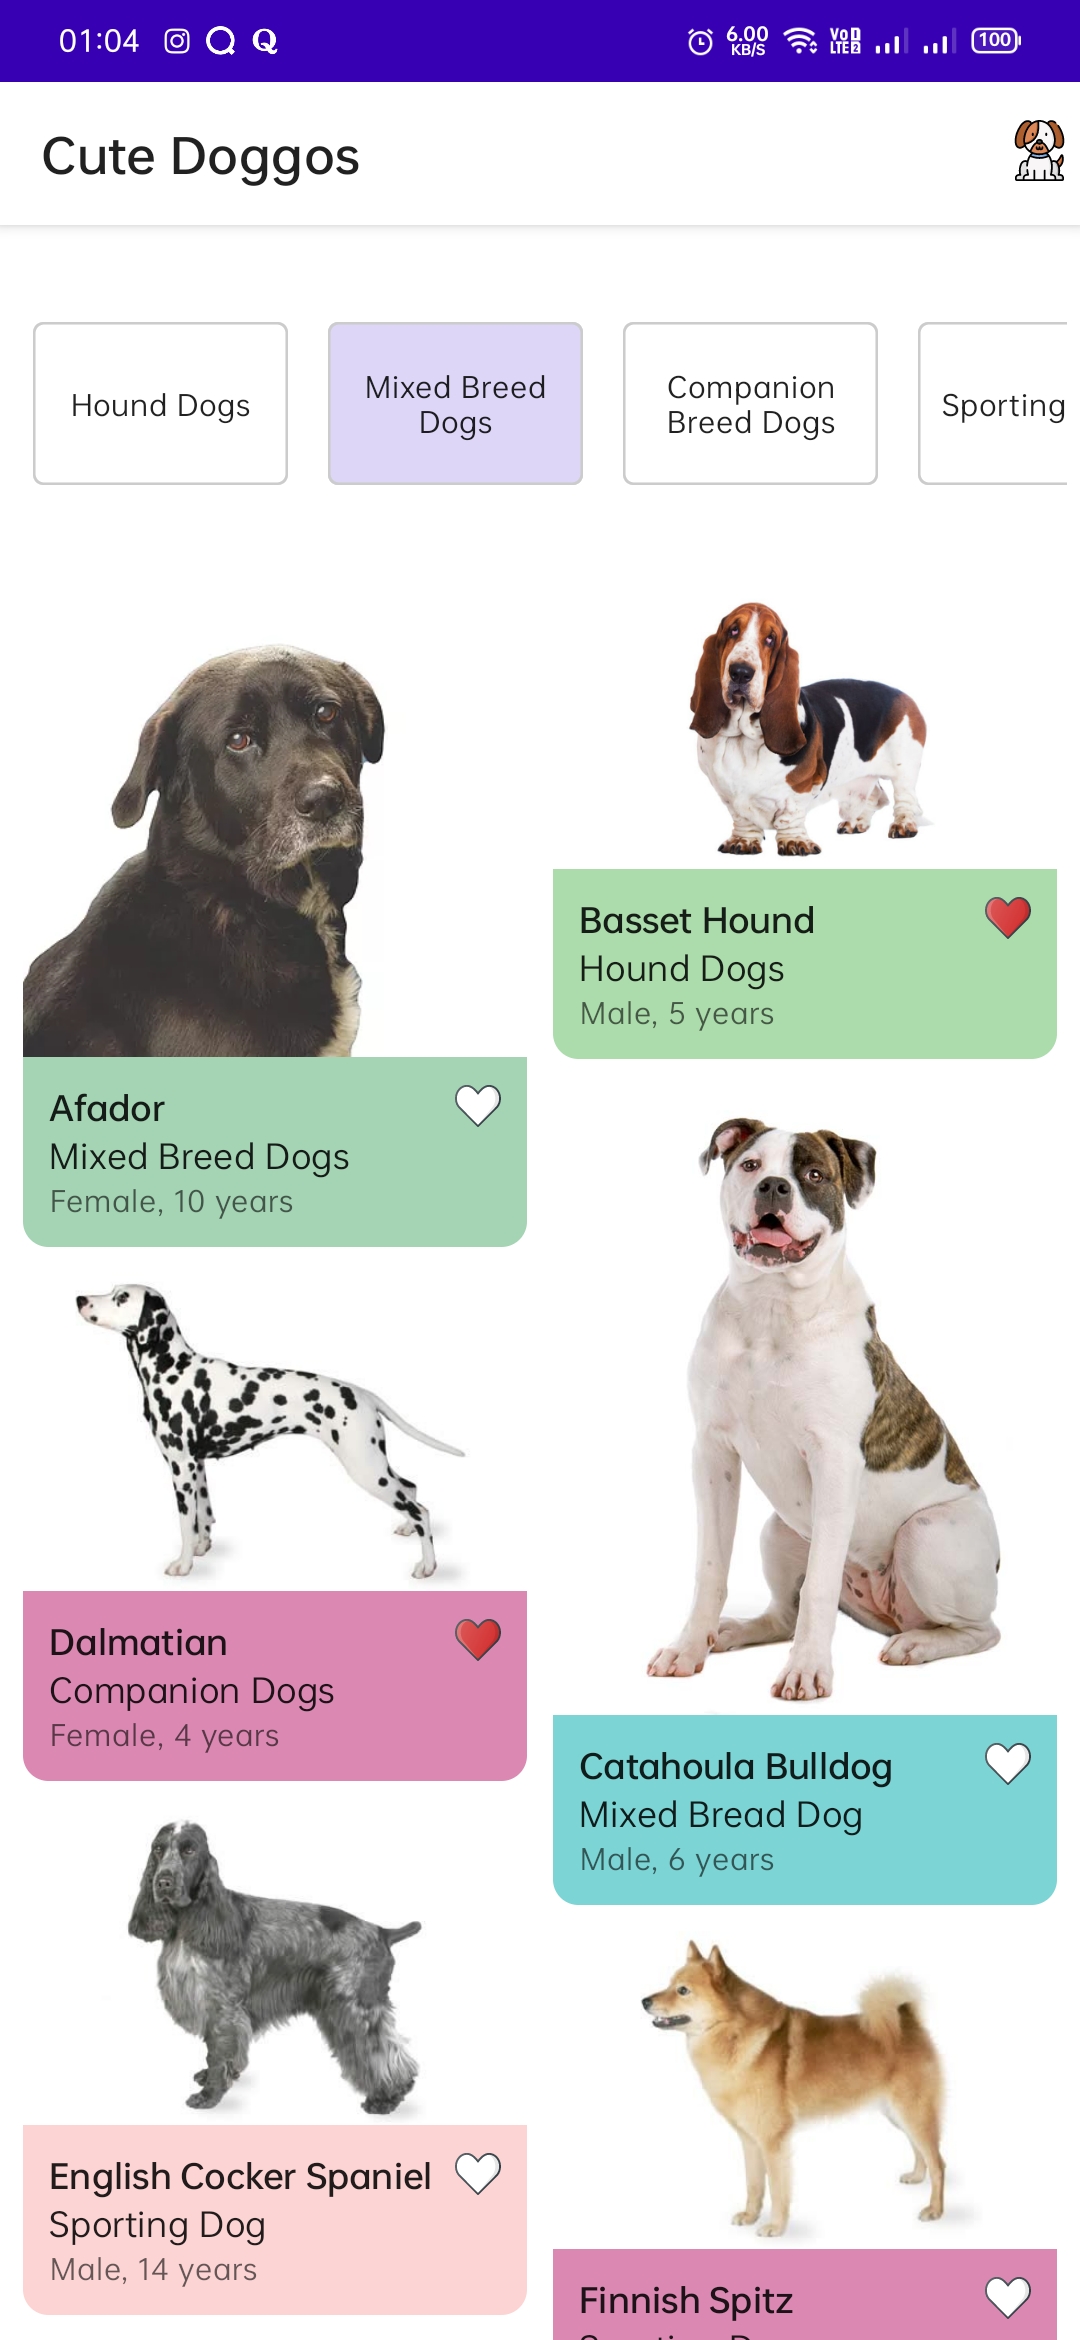 01:04
6.00
KB/S
Vo
LTE2
100
Cute Doggos
Hound Dogs
Mixed Breed
Dogs
Companion
Breed Dogs
Sporting
Afador
Mixed Breed Dogs
Female, 10 years
Basset Hound
Hound Dogs
Male, 5 years
Dalmatian
Companion Dogs
Female, 4 years
Catahoula Bulldog
Mixed Bread Dog
Male, 6 years
English Cocker Spaniel
Sporting Dog
Male, 14 years
Finnish Spitz